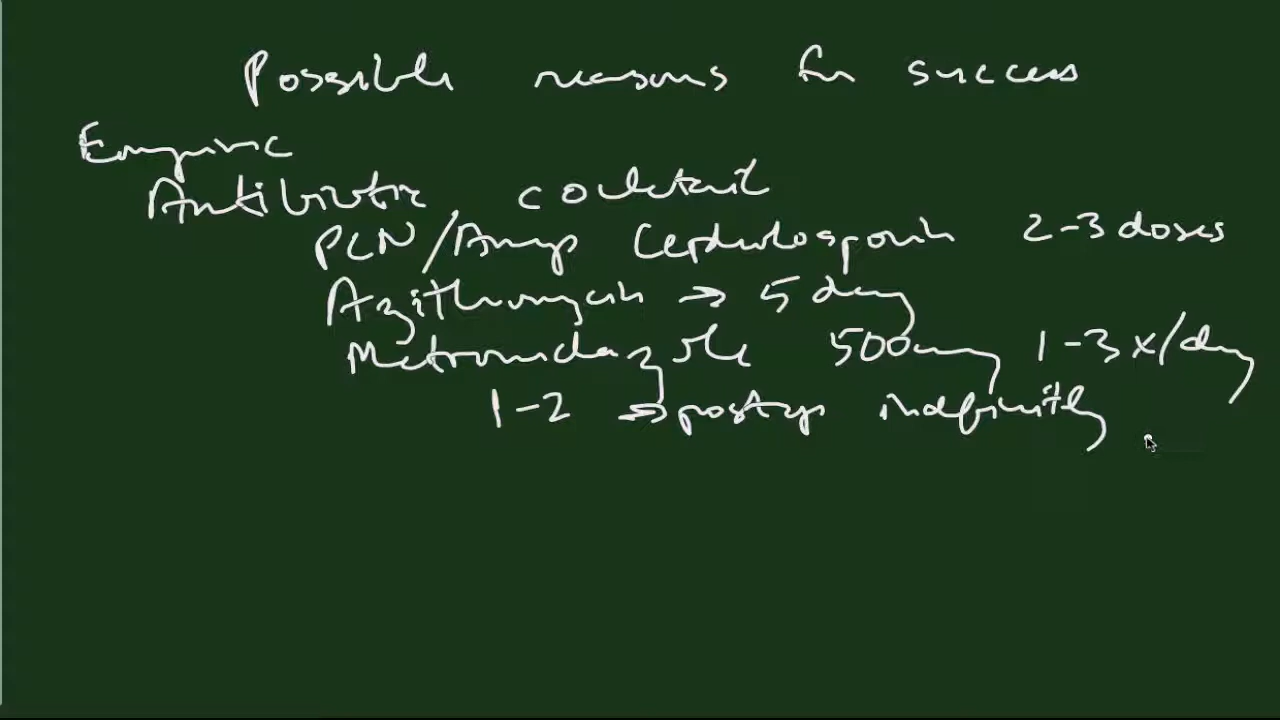 Possible reasons for success
Empiric
Antibiotic cocktail
PCN/Amp Cephalosporin 2-3 doses
Azithromycin → 5 day
Metronidazole 500mg 1-3 x/day
1-2 → postop indefinitely